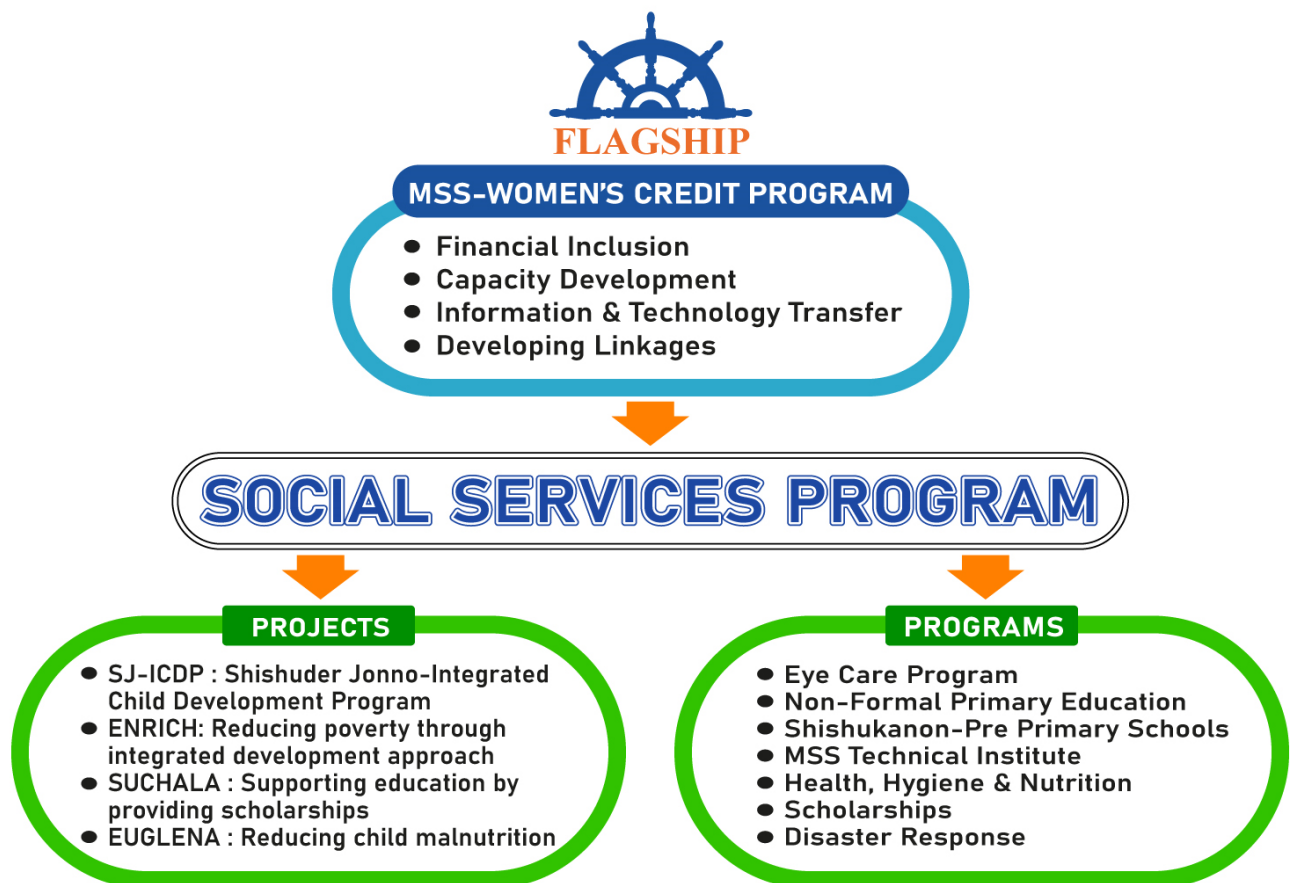 FLAGSHIP
MSS-WOMEN'S CREDIT PROGRAM
● Financial Inclusion
● Capacity Development
● Information & Technology Transfer
● Developing Linkages
SOCIAL SERVICES PROGRAM
PROJECTS
● SJ-ICDP : Shishuder Jonno-Integrated
Child Development Program
● ENRICH: Reducing poverty through
integrated development approach
● SUCHALA : Supporting education by
providing scholarships
● EUGLENA : Reducing child malnutrition
PROGRAMS
● Eye Care Program
● Non-Formal Primary Education
● Shishukanon-Pre Primary Schools
● MSS Technical Institute
● Health, Hygiene & Nutrition
● Scholarships
● Disaster Response